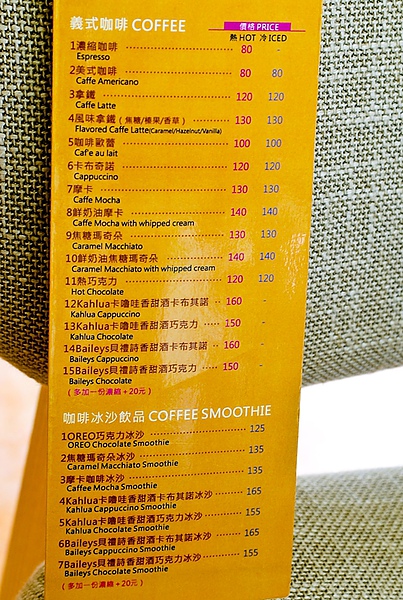 義式咖啡 COFFEE
價格 PRICE
熱 HOT 冷 ICED
1濃縮咖啡 80 -
Espresso
2美式咖啡 80 80
Caffe Americano
3拿鐵 120 120
Caffe Latte
4風味拿鐵（焦糖/榛果/香草） 130 130
Flavored Caffe Latte(Caramel/Hazelnut/Vanilla)
5咖啡歐蕾 100 100
Caf'e au lait
6卡布奇諾 120 120
Cappuccino
7摩卡 130 130
Caffe Mocha
8鮮奶油摩卡 140 140
Caffe Mocha with whipped cream
9焦糖瑪奇朵 130 130
Caramel Macchiato
10鮮奶油焦糖瑪奇朵 140 140
Caramel Macchiato with whipped cream
11熱巧克力 120 120
Hot Chocolate
12Kahlua卡嚕哇香甜酒卡布其諾 160 -
Kahlua Cappuccino
13Kahlua卡嚕哇香甜酒巧克力 150 -
Kahlua Chocolate
14Baileys貝禮詩香甜酒卡布其諾 160 -
Baileys Cappuccino
15Baileys貝禮詩香甜酒巧克力 150 -
Baileys Chocolate
（多加一份濃縮+20元）
咖啡冰沙飲品 COFFEE SMOOTHIE
1OREO巧克力冰沙 125
OREO Chocolate Smoothie
2焦糖瑪奇朵冰沙 135
Caramel Macchiato Smoothie
3摩卡咖啡冰沙 135
Caffee Mocha Smoothie
4Kahlua卡嚕哇香甜酒卡布其諾冰沙 165
Kahlua Cappuccino Smoothie
5Kahlua卡嚕哇香甜酒巧克力冰沙 155
Kahlua Chocolate Smoothie
6Baileys貝禮詩香甜酒卡布其諾冰沙 165
Baileys Cappuccino Smoothie
7Baileys貝禮詩香甜酒巧克力冰沙 155
Baileys Chocolate Smoothie
（多加一份濃縮+20元）